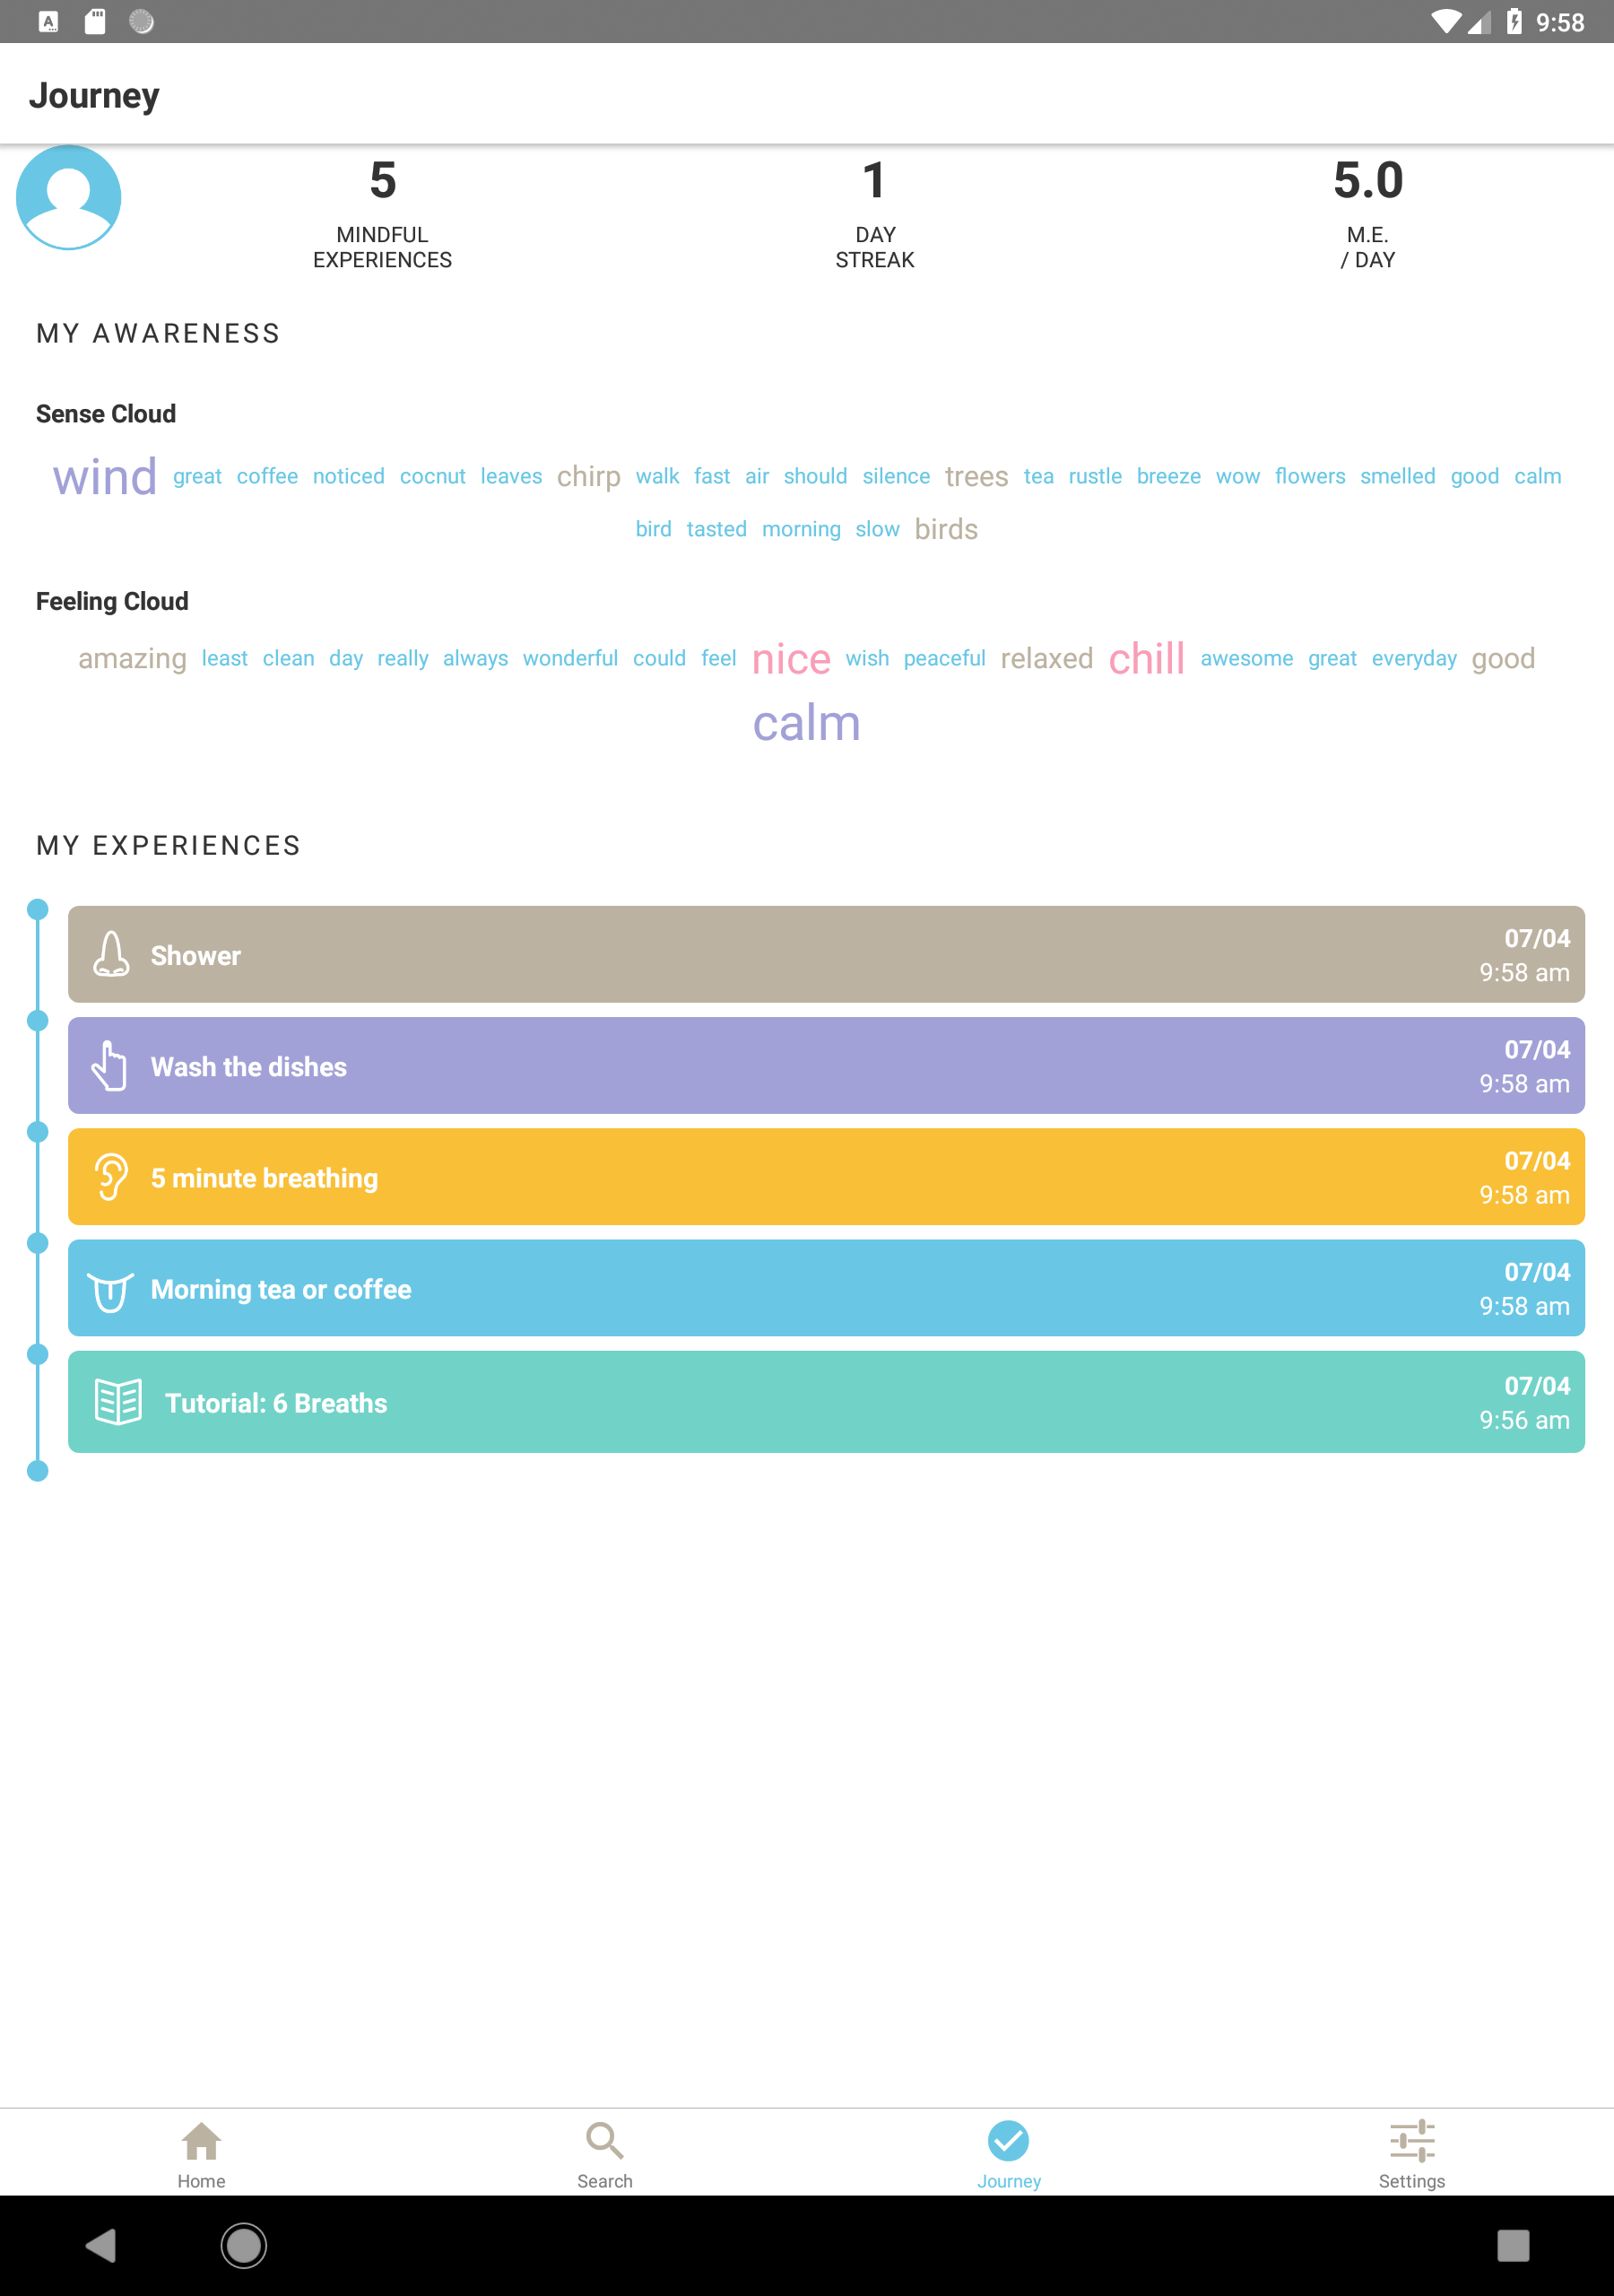 9:58
Journey
5
MINDFUL
EXPERIENCES
1
DAY
STREAK
5.0
M.E.
/ DAY
MY AWARENESS
Sense Cloud
wind great coffee noticed cocnut leaves chirp walk fast air should silence trees tea rustle breeze wow flowers smelled good calm
bird tasted morning slow birds
Feeling Cloud
amazing least clean day really always wonderful could feel nice wish peaceful relaxed chill awesome great everyday good
calm
MY EXPERIENCES
Shower
07/04
9:58 am
Wash the dishes
07/04
9:58 am
5 minute breathing
07/04
9:58 am
Morning tea or coffee
07/04
9:58 am
Tutorial: 6 Breaths
07/04
9:56 am
Home
Search
Journey
Settings